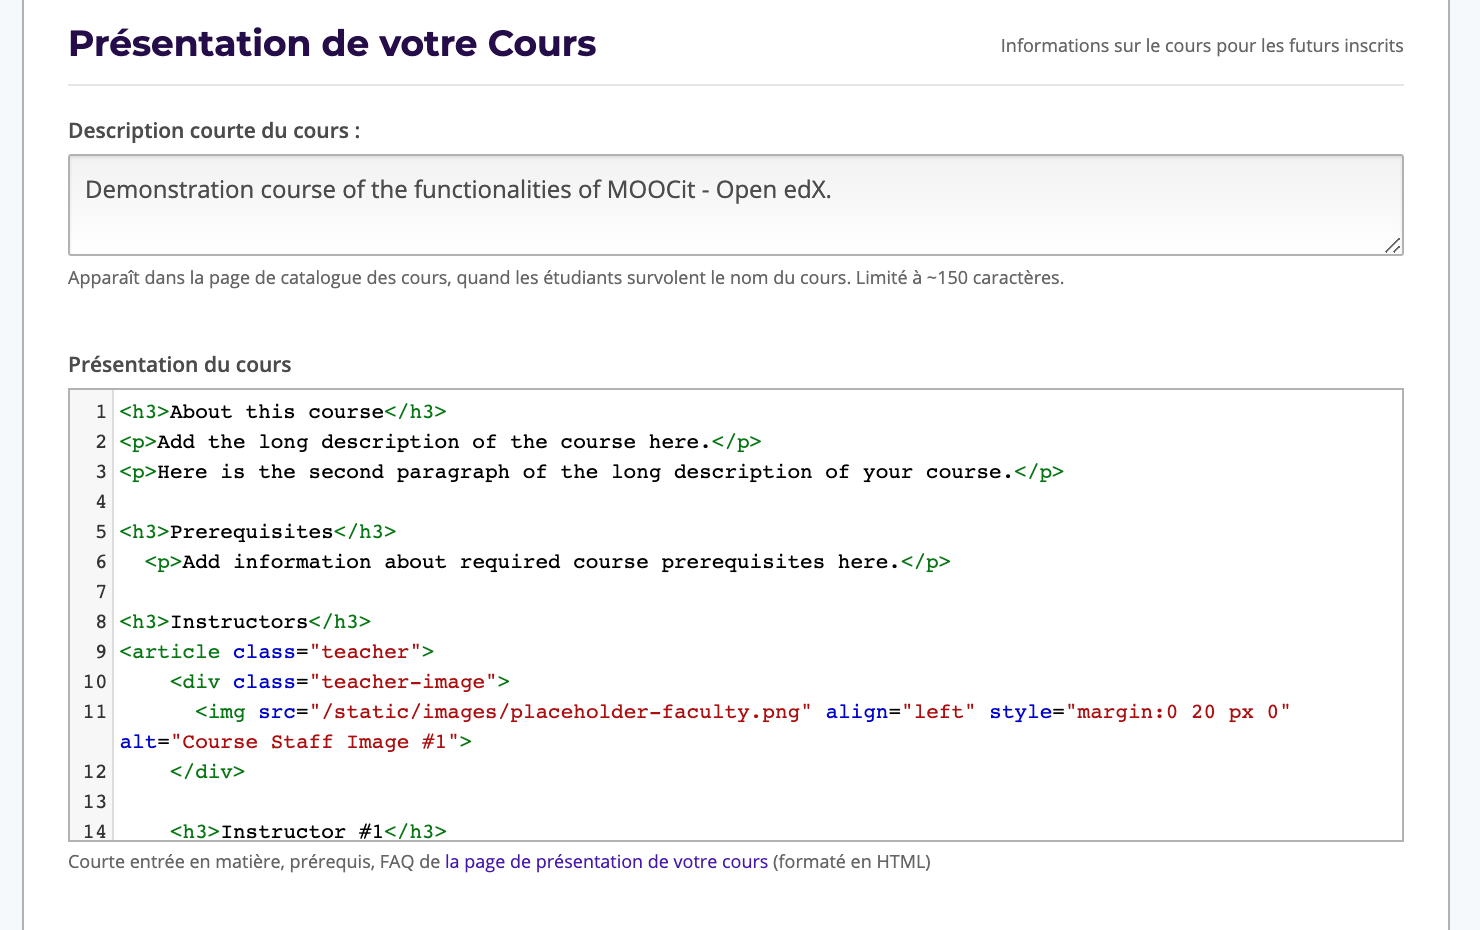 Présentation de votre Cours
Informations sur le cours pour les futurs inscrits
Description courte du cours :
Demonstration course of the functionalities of MOOCit - Open edX.
Apparaît dans la page de catalogue des cours, quand les étudiants survolent le nom du cours. Limité à ~150 caractères.
Présentation du cours
1 <h3>About this course</h3>
2 <p>Add the long description of the course here.</p>
3 <p>Here is the second paragraph of the long description of your course.</p>
4
5 <h3>Prerequisites</h3>
6   <p>Add information about required course prerequisites here.</p>
7
8 <h3>Instructors</h3>
9 <article class="teacher">
10     <div class="teacher-image">
11       <img src="/static/images/placeholder-faculty.png" align="left" style="margin:0 20 px 0"
alt="Course Staff Image #1">
12     </div>
13
14     <h3>Instructor #1</h3>
Courte entrée en matière, prérequis, FAQ de la page de présentation de votre cours (formaté en HTML)